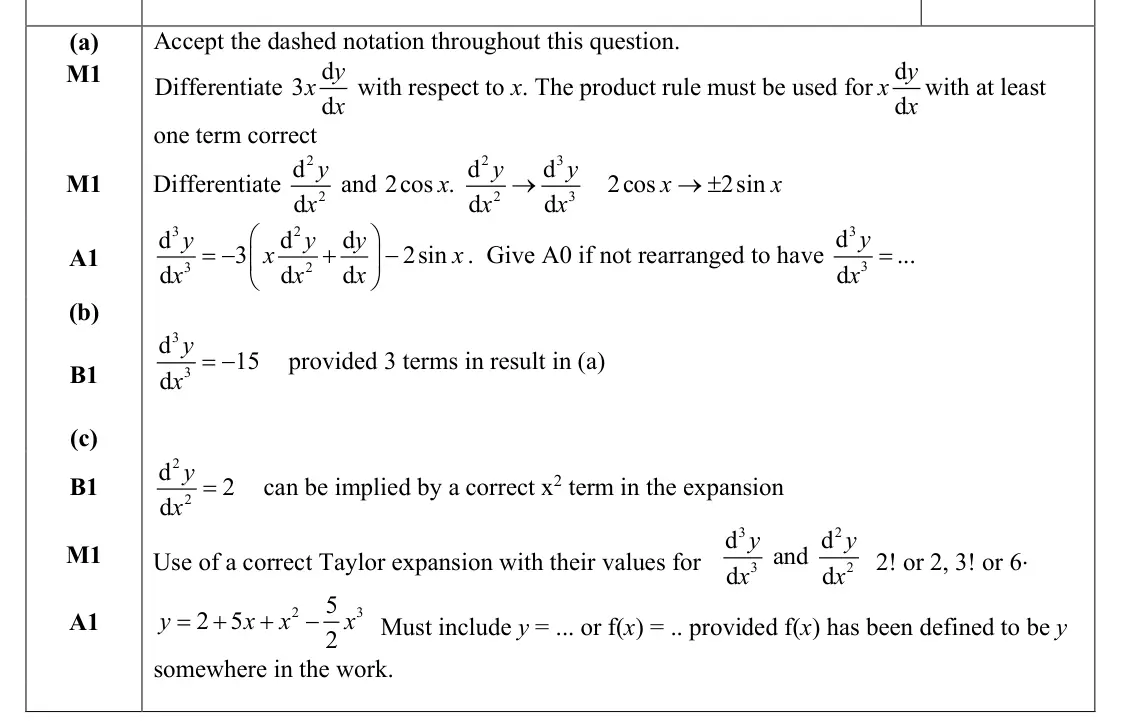 (a) Accept the dashed notation throughout this question.
M1 Differentiate 3x dy/dx with respect to x. The product rule must be used for x dy/dx with at least
one term correct
M1 Differentiate d²y/dx² and 2cos x. d²y/dx² → d³y/dx³ 2cos x → ±2sin x
A1 d³y/dx³ = −3(x d²y/dx² + dy/dx) − 2sin x. Give A0 if not rearranged to have d³y/dx³ = ...
(b)
B1 d³y/dx³ = −15 provided 3 terms in result in (a)
(c)
B1 d²y/dx² = 2 can be implied by a correct x² term in the expansion
M1 Use of a correct Taylor expansion with their values for d³y/dx³ and d²y/dx² 2! or 2, 3! or 6·
A1 y = 2 + 5x + x² − 5/2 x³ Must include y = ... or f(x) = .. provided f(x) has been defined to be y
somewhere in the work.